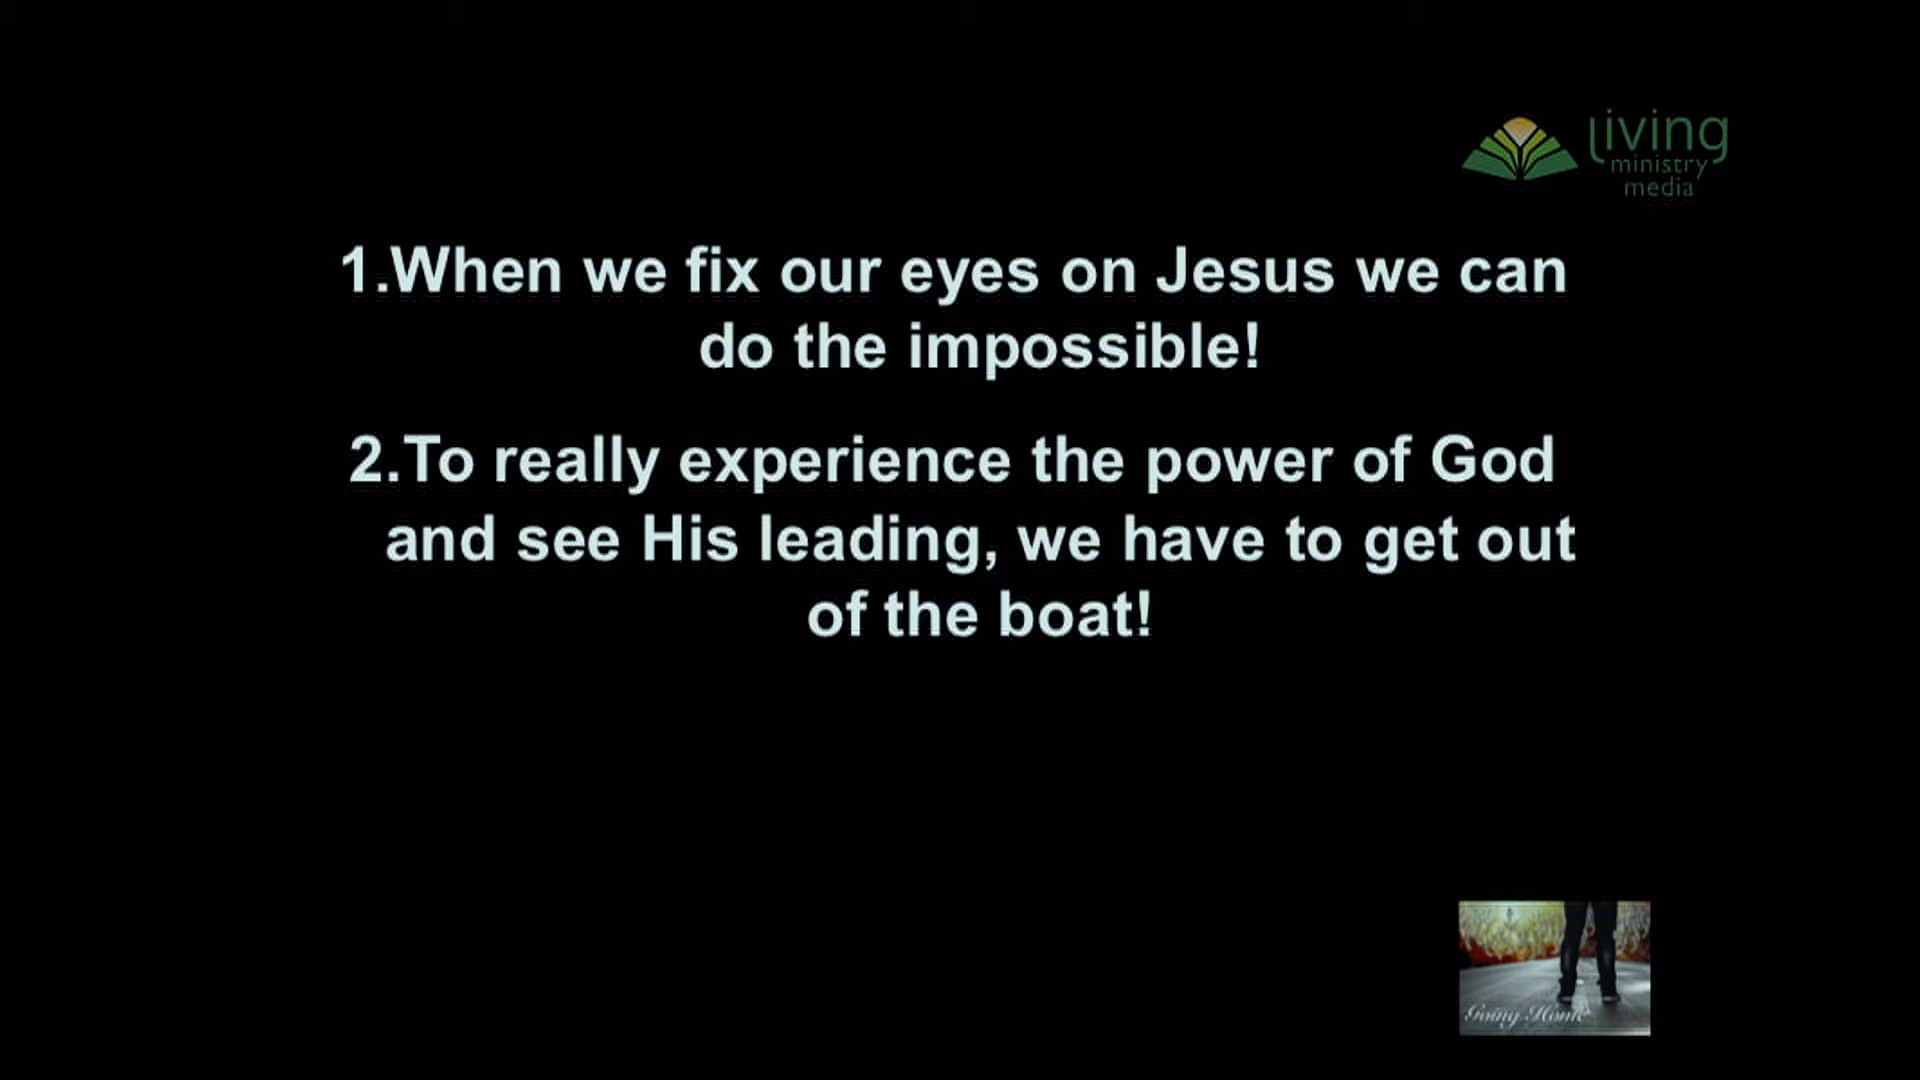 living
ministry
media
1.When we fix our eyes on Jesus we can
do the impossible!
2.To really experience the power of God
and see His leading, we have to get out
of the boat!
Going Home